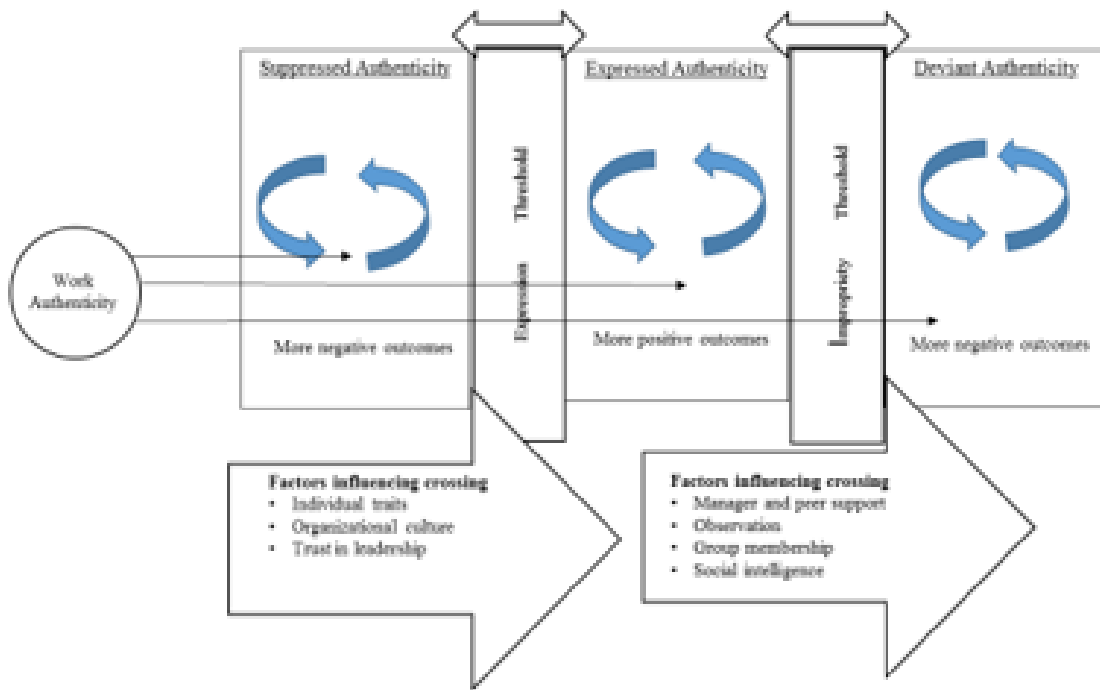 Suppressed Authenticity
Expression Threshold
Expressed Authenticity
Impropriety Threshold
Deviant Authenticity
Work
Authenticity
More negative outcomes
More positive outcomes
More negative outcomes
Factors influencing crossing
• Individual traits
• Organizational culture
• Trust in leadership
Factors influencing crossing
• Manager and peer support
• Observation
• Group membership
• Social intelligence